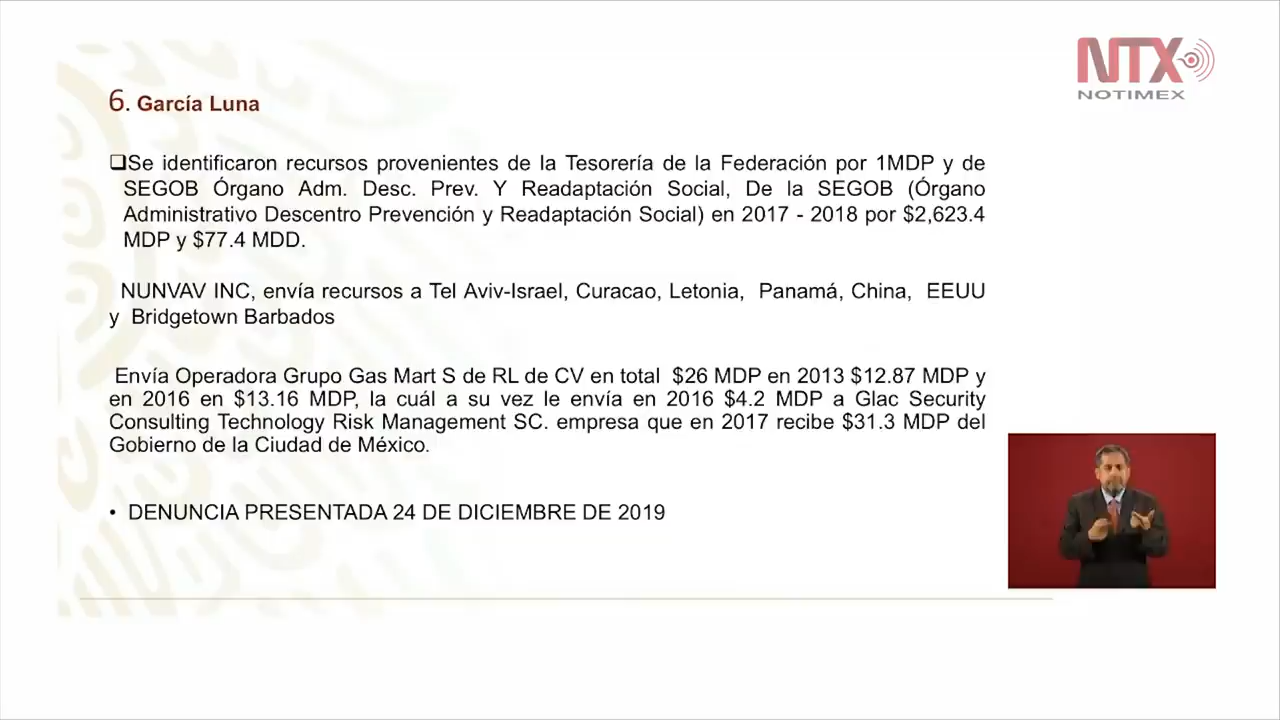 NTX
NOTIMEX
6. García Luna
❑Se identificaron recursos provenientes de la Tesorería de la Federación por 1MDP y de
SEGOB Órgano Adm. Desc. Prev. Y Readaptación Social, De la SEGOB (Órgano
Administrativo Descentro Prevención y Readaptación Social) en 2017 - 2018 por $2,623.4
MDP y $77.4 MDD.
NUNVAV INC, envía recursos a Tel Aviv-Israel, Curacao, Letonia, Panamá, China, EEUU
y Bridgetown Barbados
Envía Operadora Grupo Gas Mart S de RL de CV en total $26 MDP en 2013 $12.87 MDP y
en 2016 en $13.16 MDP, la cuál a su vez le envía en 2016 $4.2 MDP a Glac Security
Consulting Technology Risk Management SC. empresa que en 2017 recibe $31.3 MDP del
Gobierno de la Ciudad de México.
• DENUNCIA PRESENTADA 24 DE DICIEMBRE DE 2019